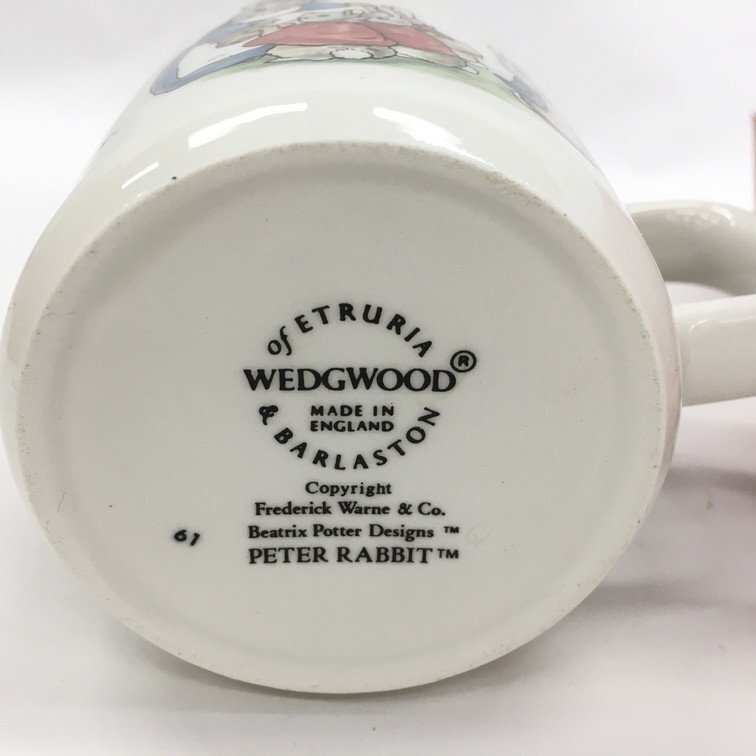 of ETRURIA
WEDGWOOD®
MADE IN
ENGLAND
& BARLASTON
Copyright
Frederick Warne & Co.
Beatrix Potter Designs ™
PETER RABBIT™
61